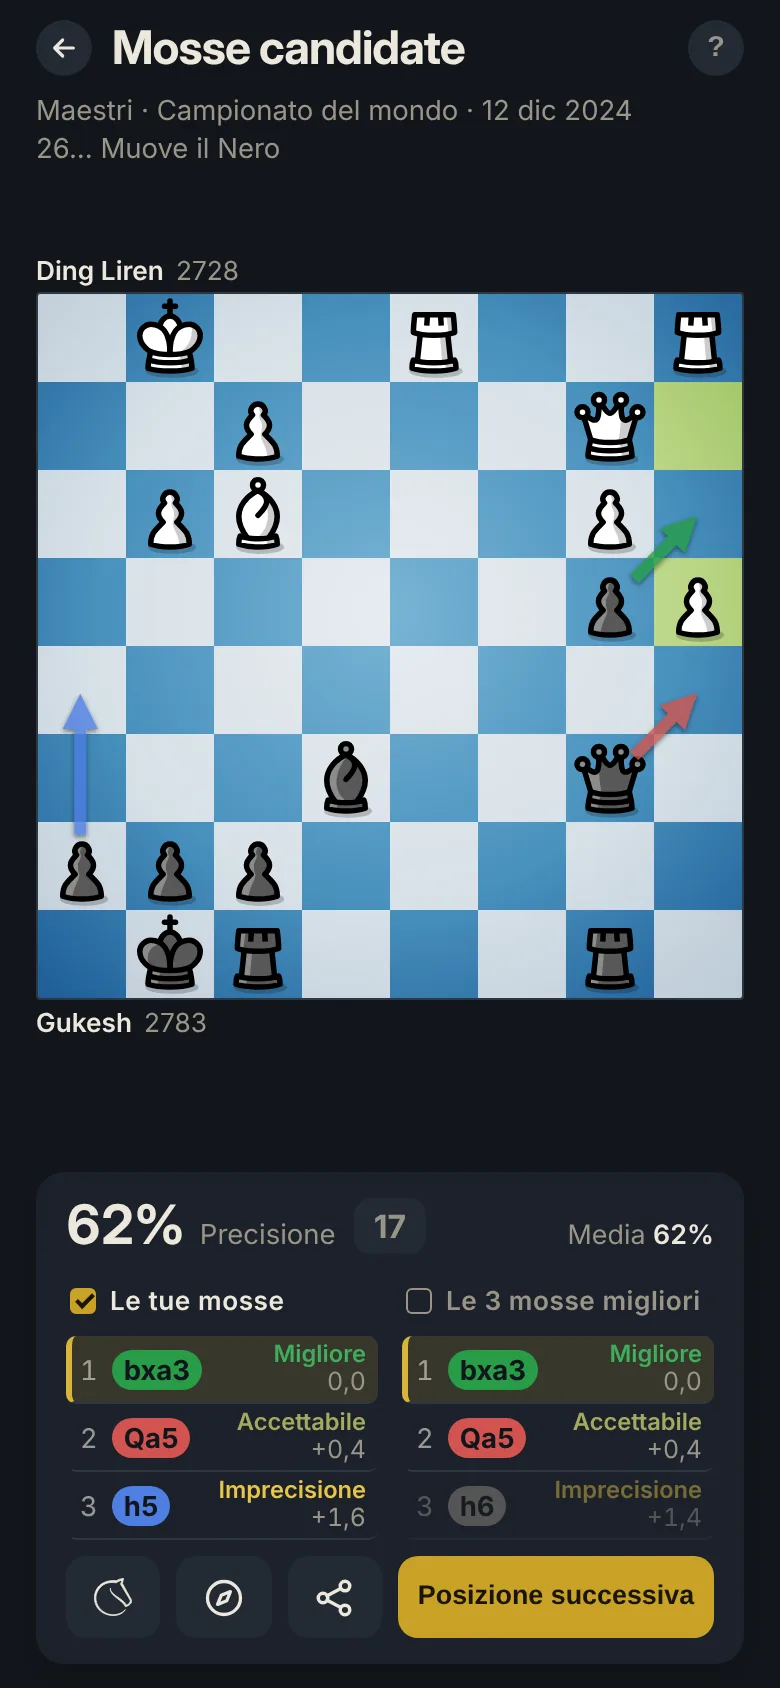 Mosse candidate
?
Maestri · Campionato del mondo · 12 dic 2024
26... Muove il Nero
Ding Liren 2728
Gukesh 2783
62% Precisione 17 Media 62%
Le tue mosse
1 bxa3 Migliore 0,0
2 Qa5 Accettabile +0,4
3 h5 Imprecisione +1,6
Le 3 mosse migliori
1 bxa3 Migliore 0,0
2 Qa5 Accettabile +0,4
3 h6 Imprecisione +1,4
Posizione successiva